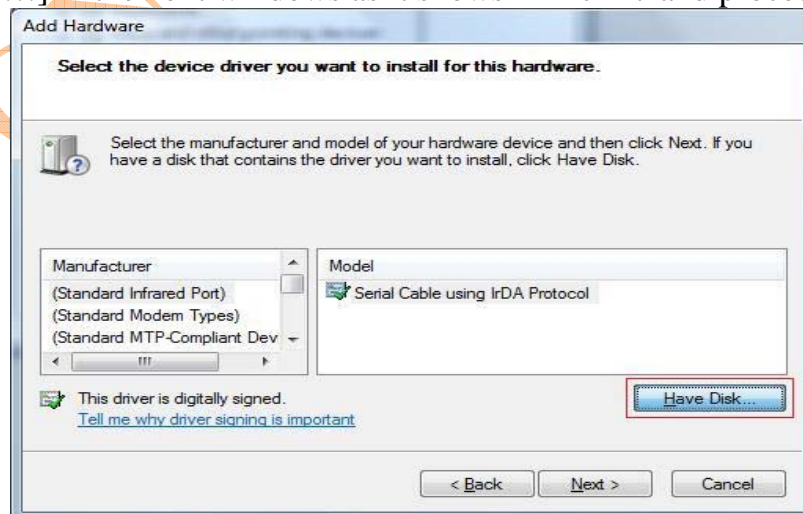 Add Hardware
Select the device driver you want to install for this hardware.
Select the manufacturer and model of your hardware device and then click Next. If you
have a disk that contains the driver you want to install, click Have Disk.
Manufacturer
(Standard Infrared Port)
(Standard Modem Types)
(Standard MTP-Compliant Dev
Model
Serial Cable using IrDA Protocol
This driver is digitally signed.
Tell me why driver signing is important
Have Disk...
< Back
Next >
Cancel